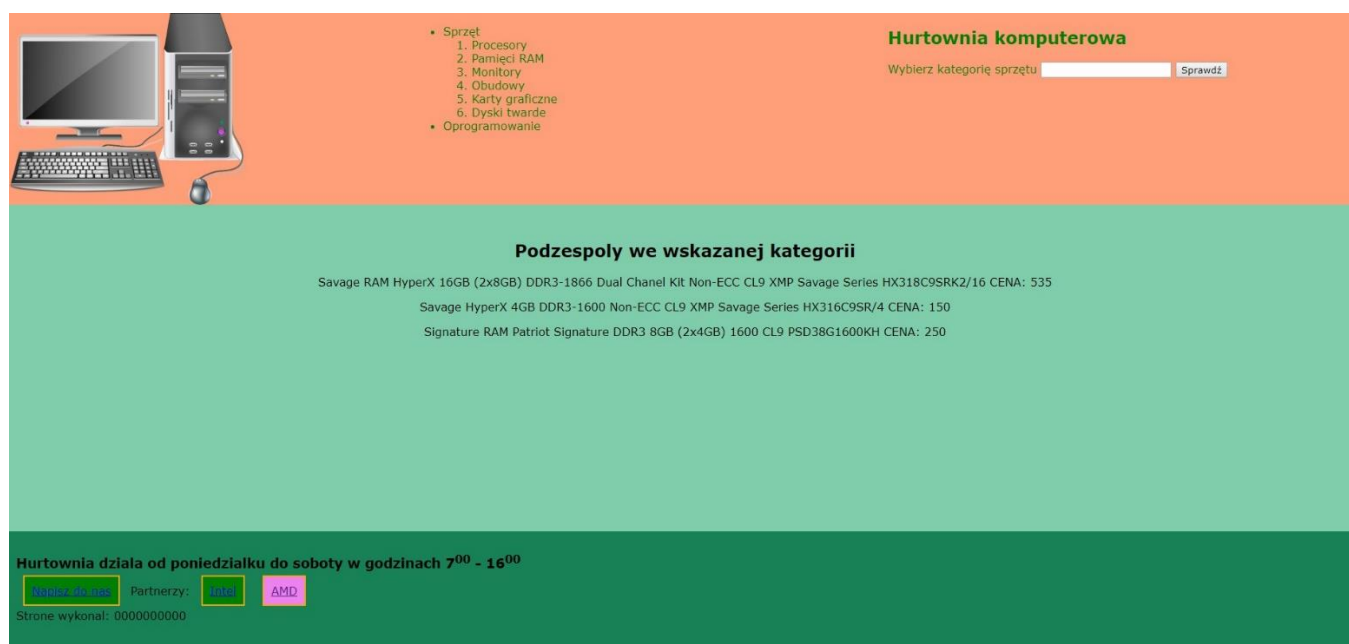 Sprzęt
1. Procesory
2. Pamięci RAM
3. Monitory
4. Obudowy
5. Karty graficzne
6. Dyski twarde
Oprogramowanie
Hurtownia komputerowa
Wybierz kategorię sprzętu Sprawdź
Podzespoly we wskazanej kategorii
Savage RAM HyperX 16GB (2x8GB) DDR3-1866 Dual Chanel Kit Non-ECC CL9 XMP Savage Series HX318C9SRK2/16 CENA: 535
Savage HyperX 4GB DDR3-1600 Non-ECC CL9 XMP Savage Series HX316C9SR/4 CENA: 150
Signature RAM Patriot Signature DDR3 8GB (2x4GB) 1600 CL9 PSD38G1600KH CENA: 250
Hurtownia dziala od poniedzialku do soboty w godzinach 7⁰⁰ - 16⁰⁰
Napisz do nas Partnerzy: Intel AMD
Strone wykonal: 0000000000